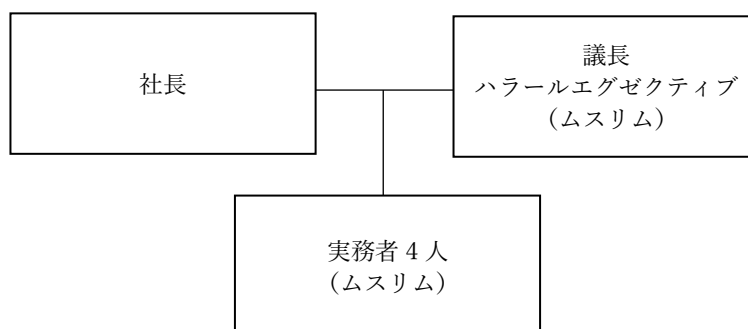 社長
議長
ハラールエグゼクティブ
（ムスリム）
実務者 4 人
（ムスリム）